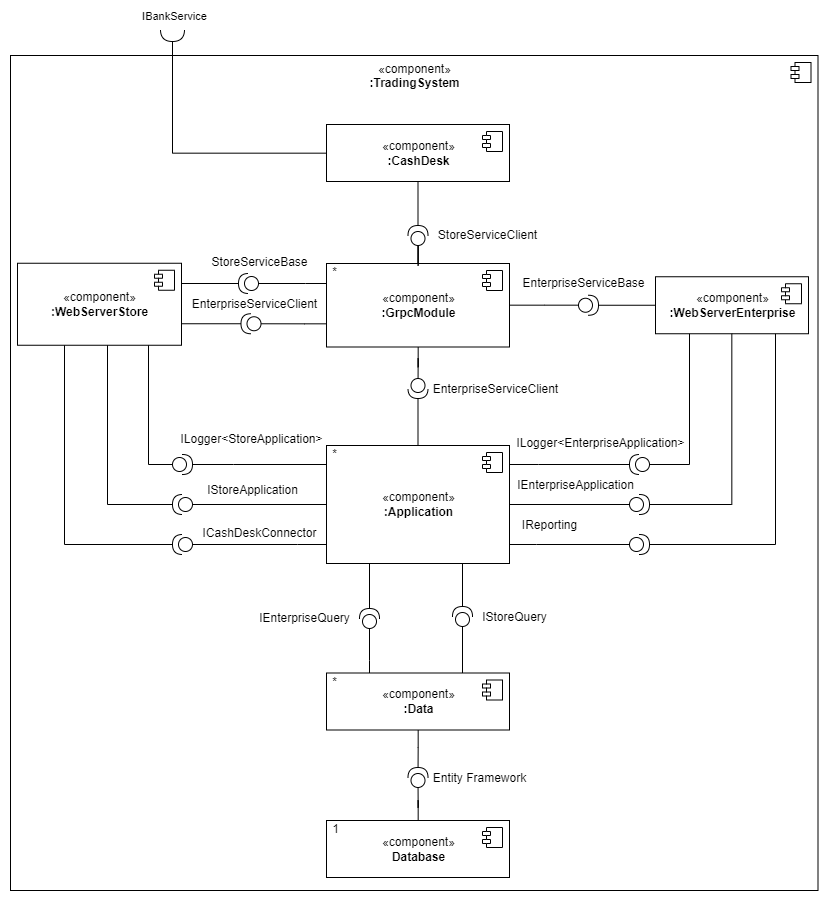 IBankService
«component»
:TradingSystem
«component»
:CashDesk
StoreServiceClient
StoreServiceBase
EnterpriseServiceClient
«component»
:WebServerStore
*
«component»
:GrpcModule
EnterpriseServiceBase
«component»
:WebServerEnterprise
EnterpriseServiceClient
ILogger<StoreApplication>
IStoreApplication
ICashDeskConnector
*
«component»
:Application
ILogger<EnterpriseApplication>
IEnterpriseApplication
IReporting
IEnterpriseQuery
IStoreQuery
*
«component»
:Data
Entity Framework
1
«component»
Database